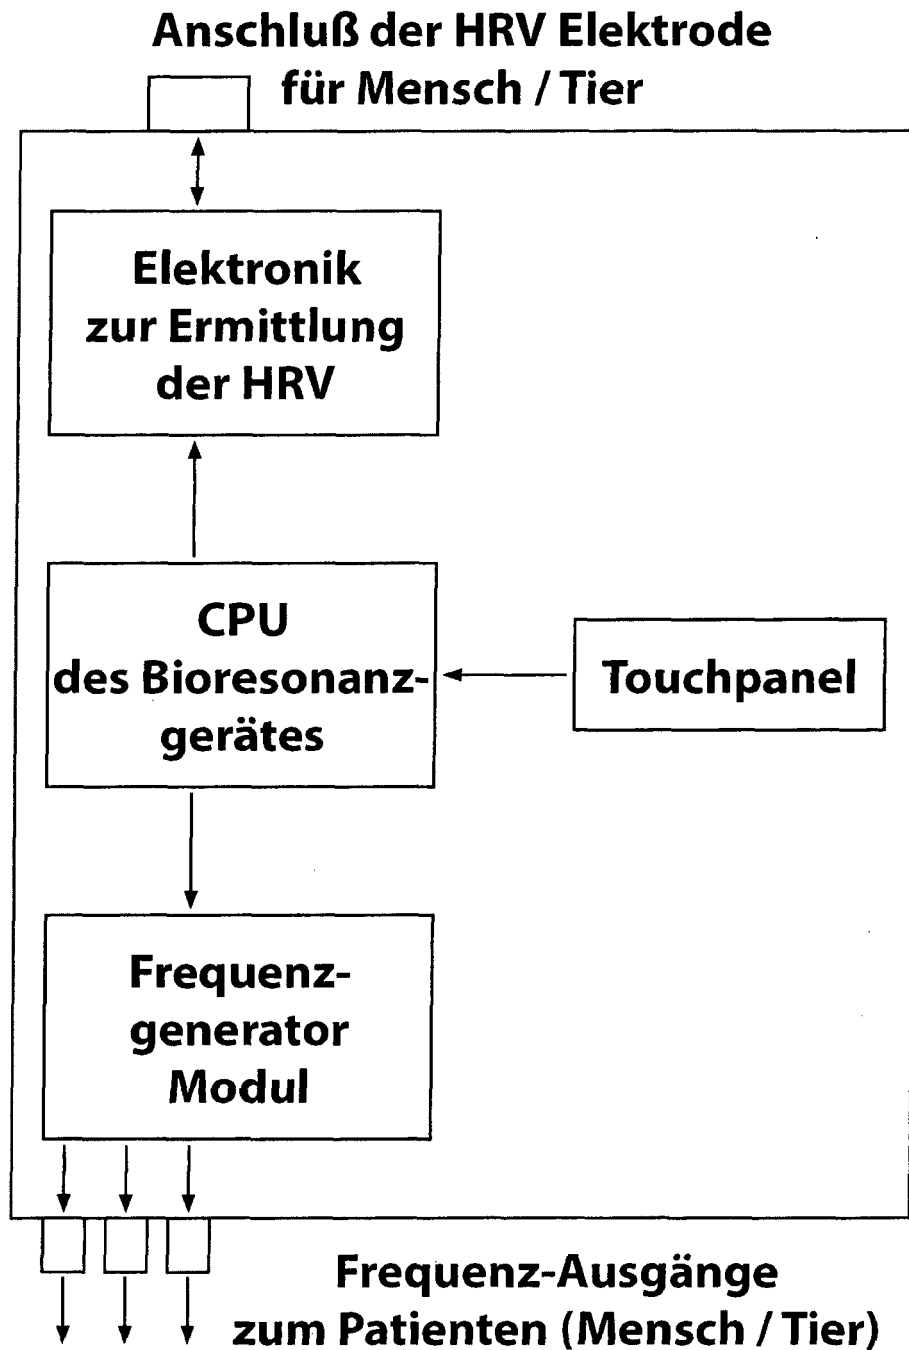 Anschluß der HRV Elektrode
für Mensch / Tier
Elektronik
zur Ermittlung
der HRV
CPU
des Bioresonanz-
gerätes
Touchpanel
Frequenz-
generator
Modul
Frequenz-Ausgänge
zum Patienten (Mensch / Tier)